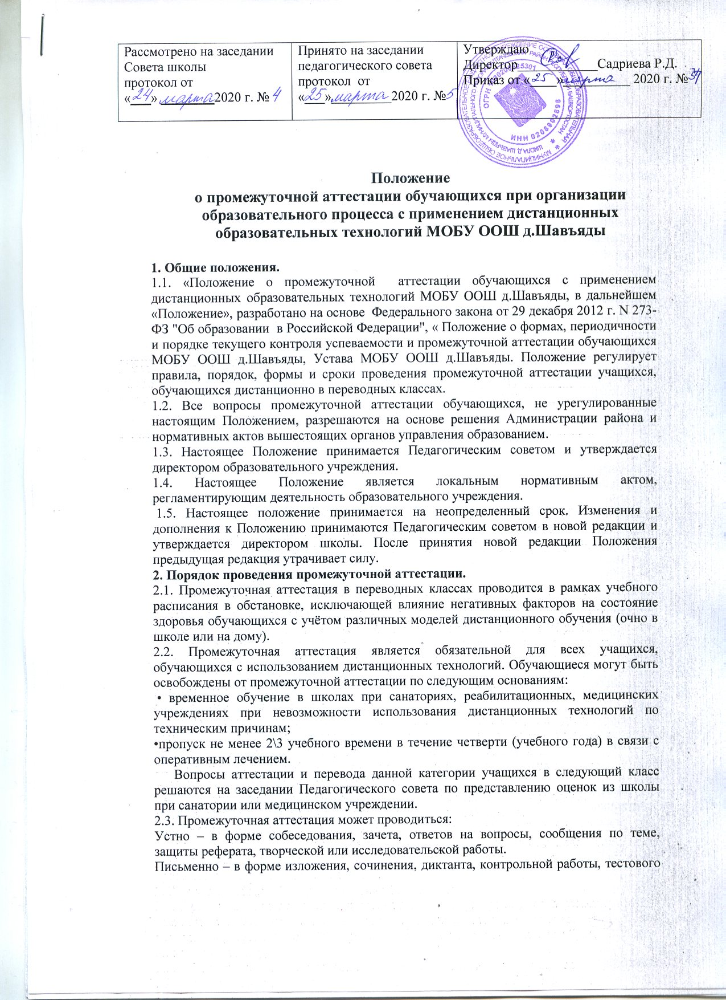 Рассмотрено на заседании
Совета школы
протокол от
«24» марта 2020 г. № 4
Принято на заседании
педагогического совета
протокол от
«25» марта 2020 г. № 5
Утверждаю
Директор____________Садриева Р.Д.
Приказ от «25» марта 2020 г. № 34
ИНН 0208902898
Положение
о промежуточной аттестации обучающихся при организации
образовательного процесса с применением дистанционных
образовательных технологий МОБУ ООШ д.Шавъяды
1. Общие положения.
1.1. «Положение о промежуточной аттестации обучающихся с применением
дистанционных образовательных технологий МОБУ ООШ д.Шавъяды, в дальнейшем
«Положение», разработано на основе Федерального закона от 29 декабря 2012 г. N 273-
ФЗ "Об образовании в Российской Федерации", « Положение о формах, периодичности
и порядке текущего контроля успеваемости и промежуточной аттестации обучающихся
МОБУ ООШ д.Шавъяды, Устава МОБУ ООШ д.Шавъяды. Положение регулирует
правила, порядок, формы и сроки проведения промежуточной аттестации учащихся,
обучающихся дистанционно в переводных классах.
1.2. Все вопросы промежуточной аттестации обучающихся, не урегулированные
настоящим Положением, разрешаются на основе решения Администрации района и
нормативных актов вышестоящих органов управления образованием.
1.3. Настоящее Положение принимается Педагогическим советом и утверждается
директором образовательного учреждения.
1.4. Настоящее Положение является локальным нормативным актом,
регламентирующим деятельность образовательного учреждения.
1.5. Настоящее положение принимается на неопределенный срок. Изменения и
дополнения к Положению принимаются Педагогическим советом в новой редакции и
утверждается директором школы. После принятия новой редакции Положения
предыдущая редакция утрачивает силу.
2. Порядок проведения промежуточной аттестации.
2.1. Промежуточная аттестация в переводных классах проводится в рамках учебного
расписания в обстановке, исключающей влияние негативных факторов на состояние
здоровья обучающихся с учётом различных моделей дистанционного обучения (очно в
школе или на дому).
2.2. Промежуточная аттестация является обязательной для всех учащихся,
обучающихся с использованием дистанционных технологий. Обучающиеся могут быть
освобождены от промежуточной аттестации по следующим основаниям:
• временное обучение в школах при санаториях, реабилитационных, медицинских
учреждениях при невозможности использования дистанционных технологий по
техническим причинам;
•пропуск не менее 2\3 учебного времени в течение четверти (учебного года) в связи с
оперативным лечением.
Вопросы аттестации и перевода данной категории учащихся в следующий класс
решаются на заседании Педагогического совета по представлению оценок из школы
при санатории или медицинском учреждении.
2.3. Промежуточная аттестация может проводиться:
Устно – в форме собеседования, зачета, ответов на вопросы, сообщения по теме,
защиты реферата, творческой или исследовательской работы.
Письменно – в форме изложения, сочинения, диктанта, контрольной работы, тестового